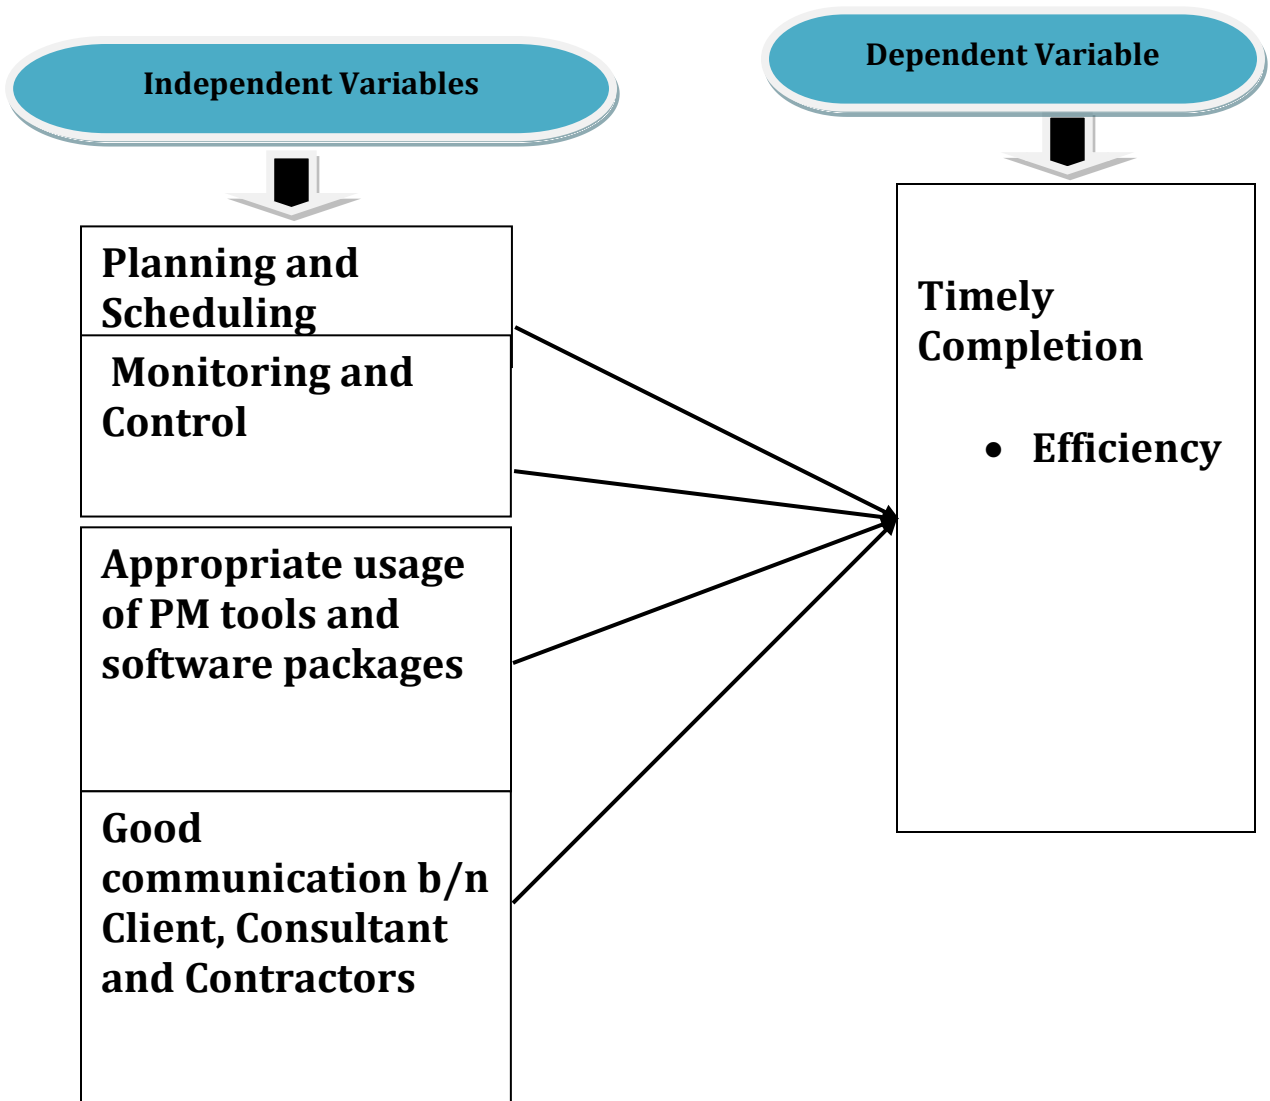 Independent Variables
Dependent Variable
Planning and
Scheduling
Monitoring and
Control
Appropriate usage
of PM tools and
software packages
Good
communication b/n
Client, Consultant
and Contractors
Timely
Completion
• Efficiency